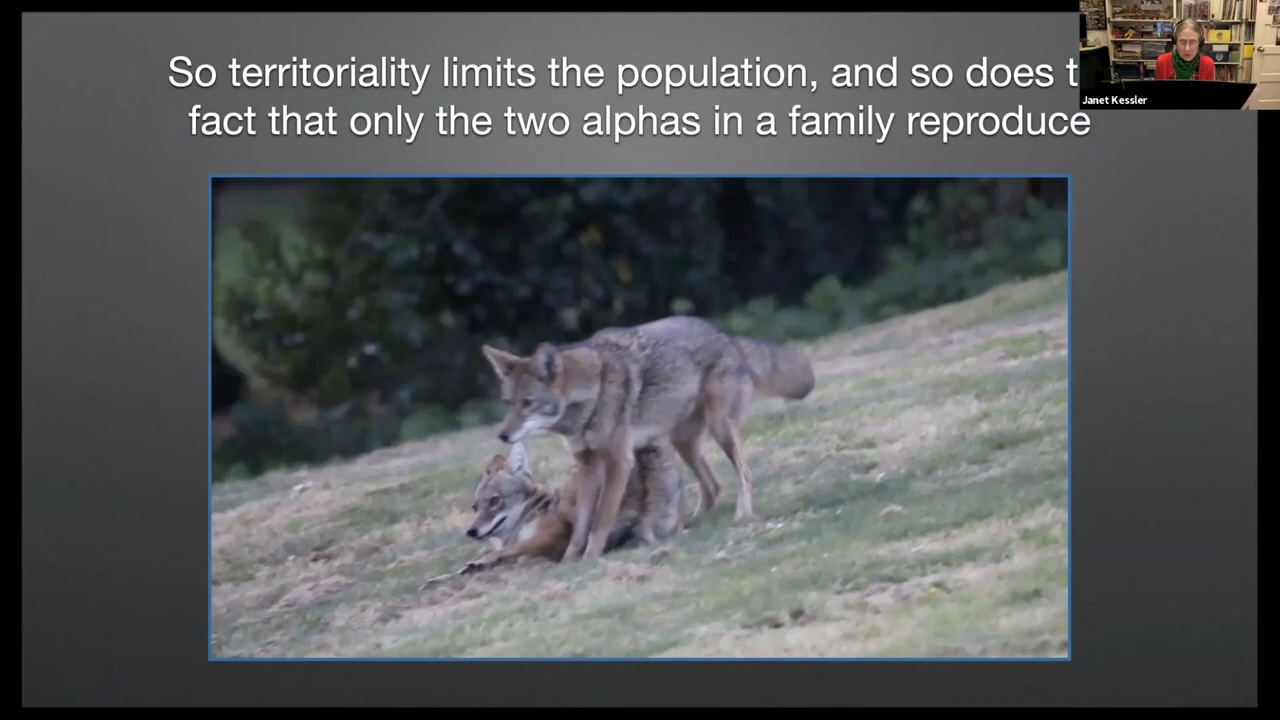 So territoriality limits the population, and so does
fact that only the two alphas in a family reproduce
Janet Kessler